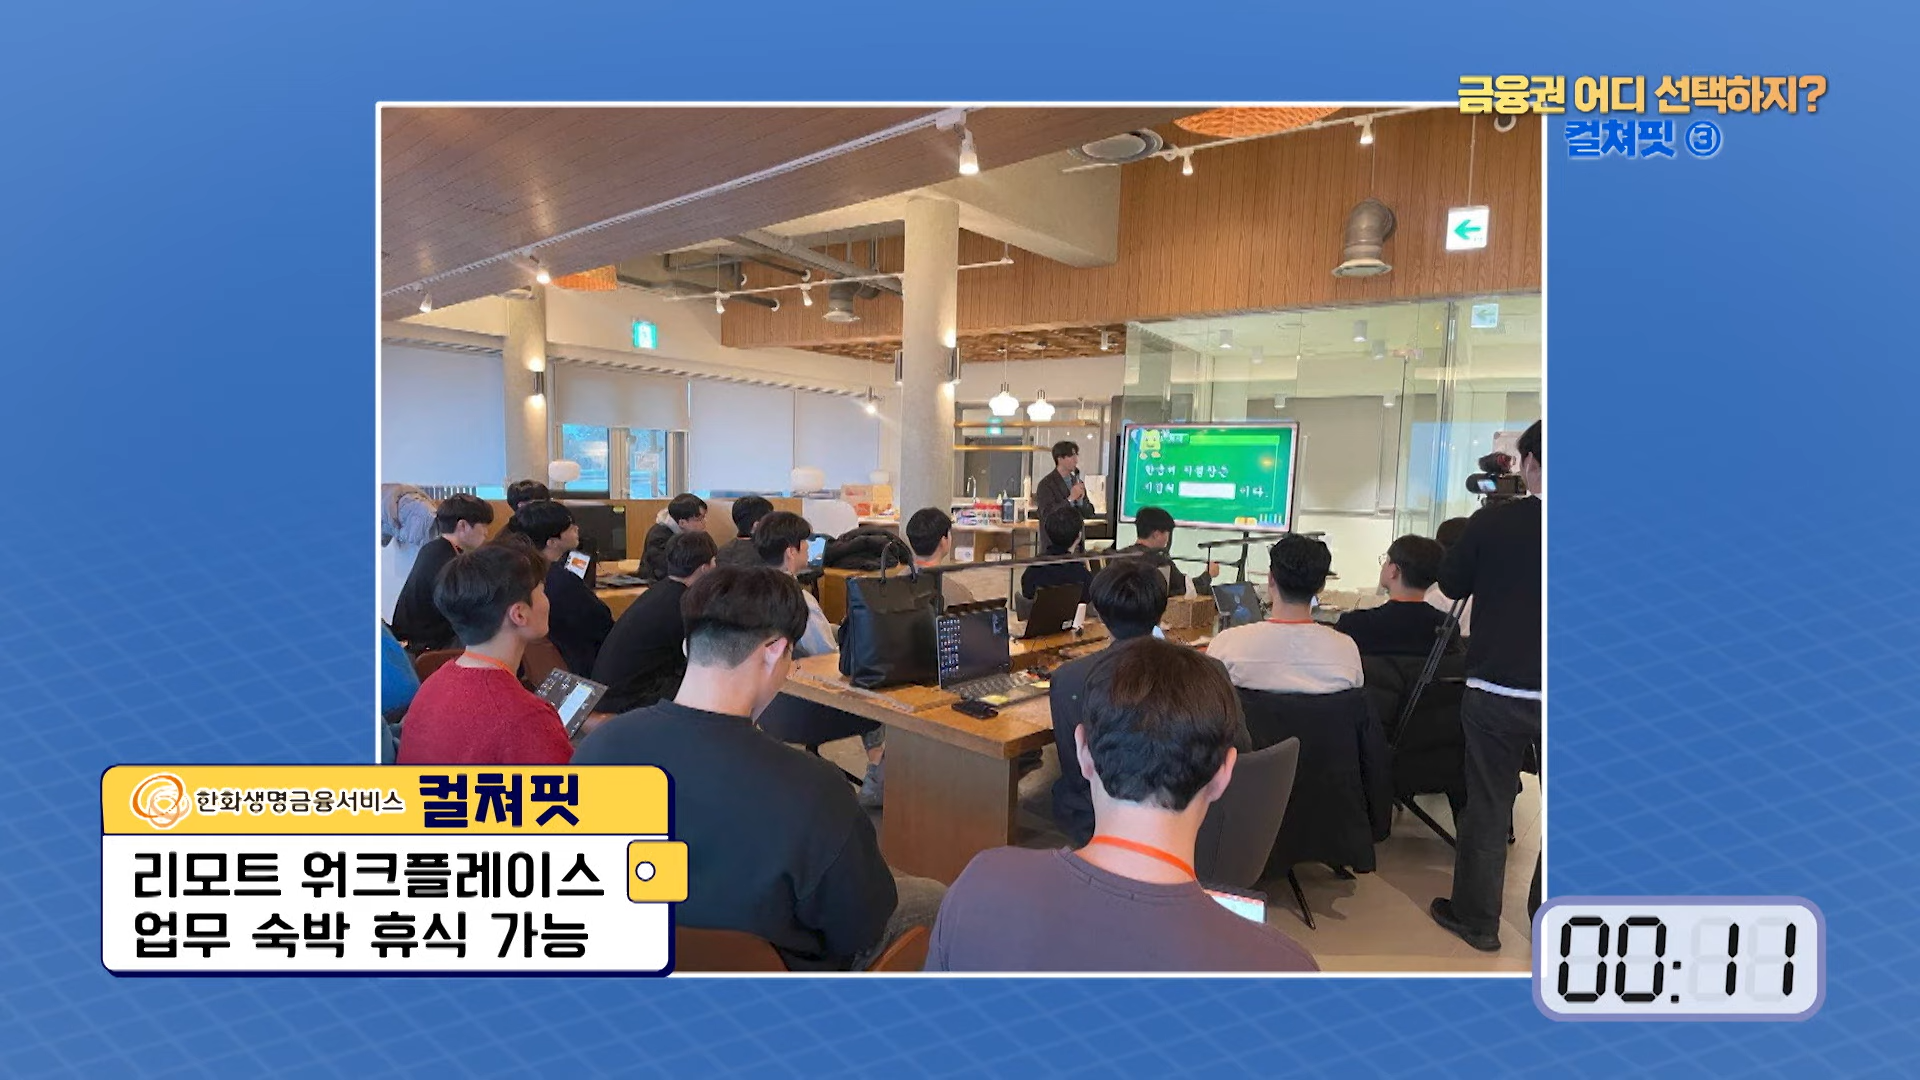 금융권 어디 선택하지?
컬쳐핏 ③
한화생명금융서비스 컬쳐핏
리모트 워크플레이스
업무 숙박 휴식 가능
00:11